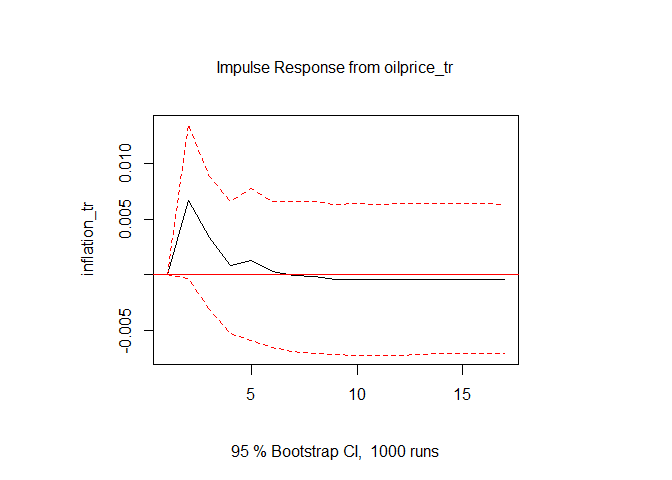 Impulse Response from oilprice_tr
inflation_tr
0.010
0.005
-0.005
5
10
15
95 % Bootstrap CI, 1000 runs